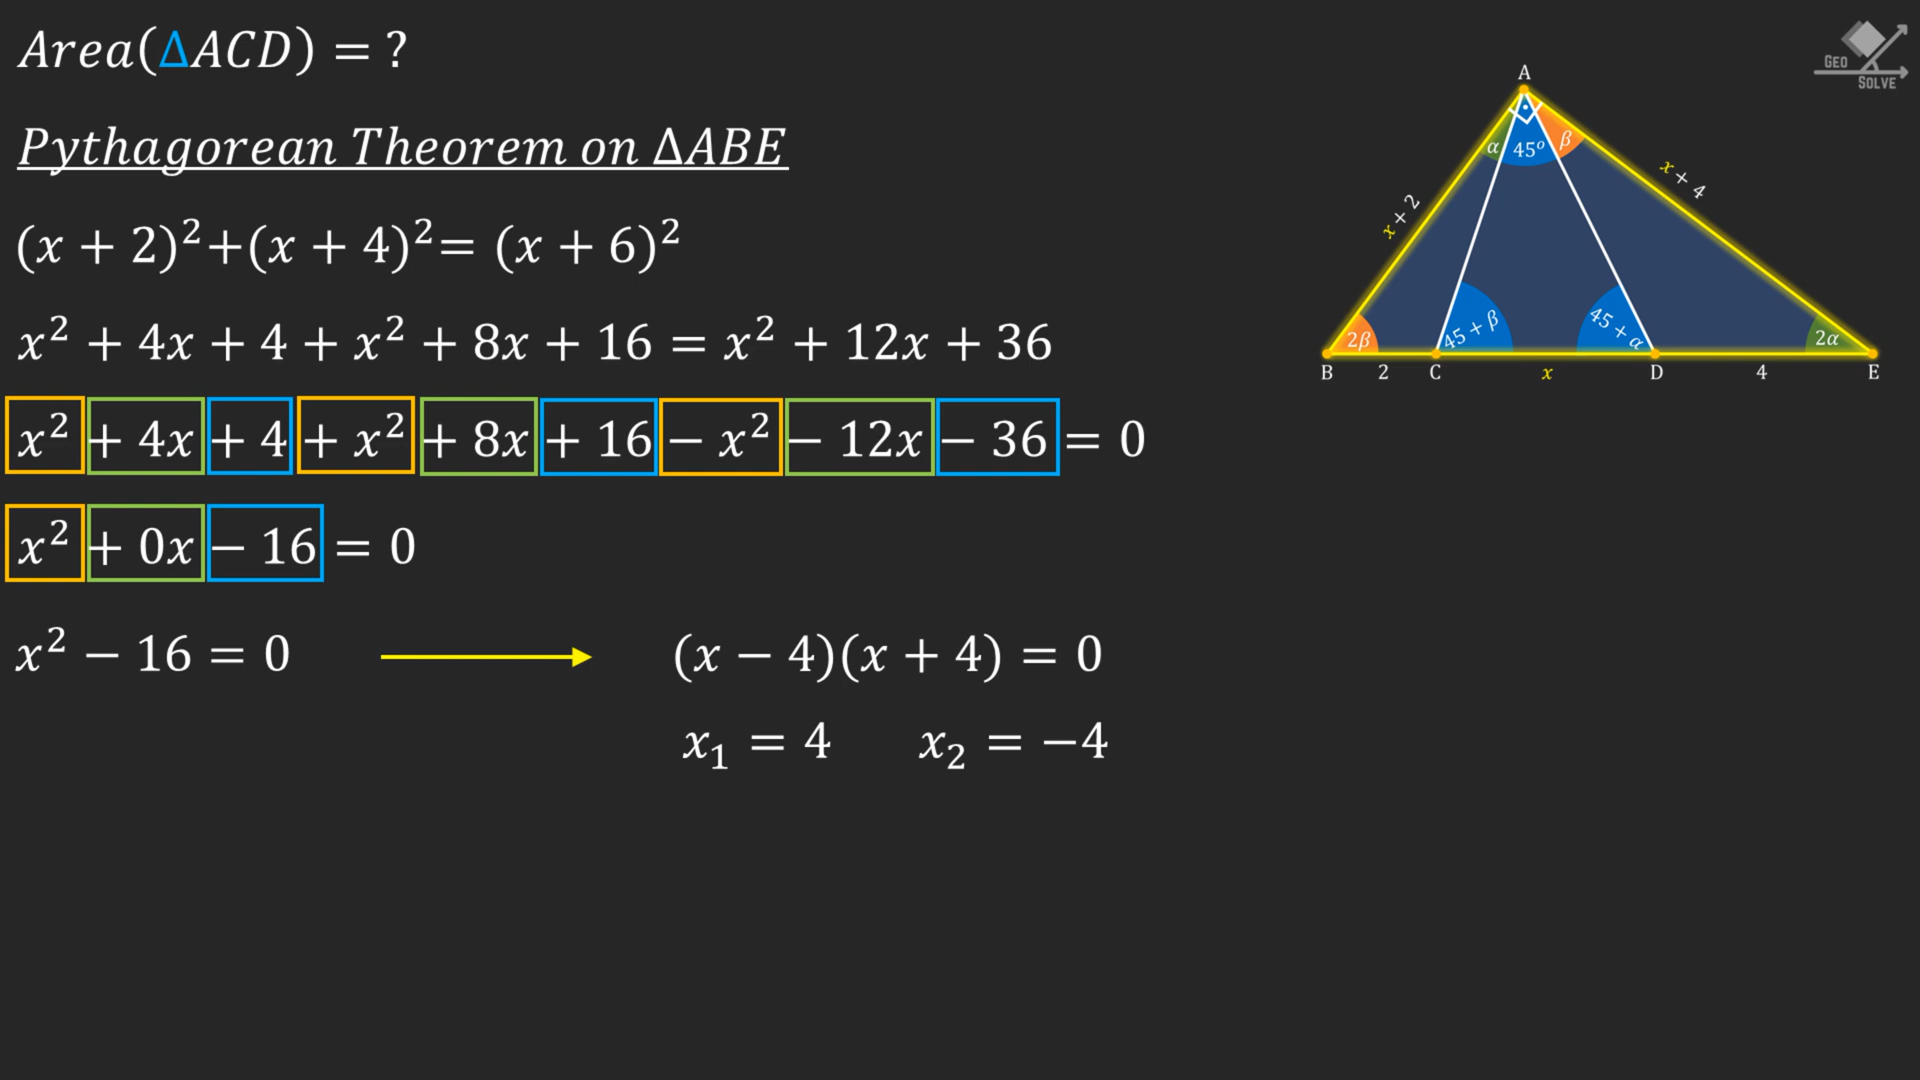 Area(ΔACD) = ?
Pythagorean Theorem on ΔABE
(x + 2)²+(x + 4)²= (x + 6)²
x² + 4x + 4 + x² + 8x + 16 = x² + 12x + 36
x² + 4x + 4 + x² + 8x + 16 − x² − 12x − 36 = 0
x² + 0x − 16 = 0
x² − 16 = 0
(x − 4)(x + 4) = 0
x₁ = 4 x₂ = −4
GEO
SOLVE
A
α 45° β
x + 2
x + 4
2β 45 + β 45 + α 2α
B 2 C x D 4 E